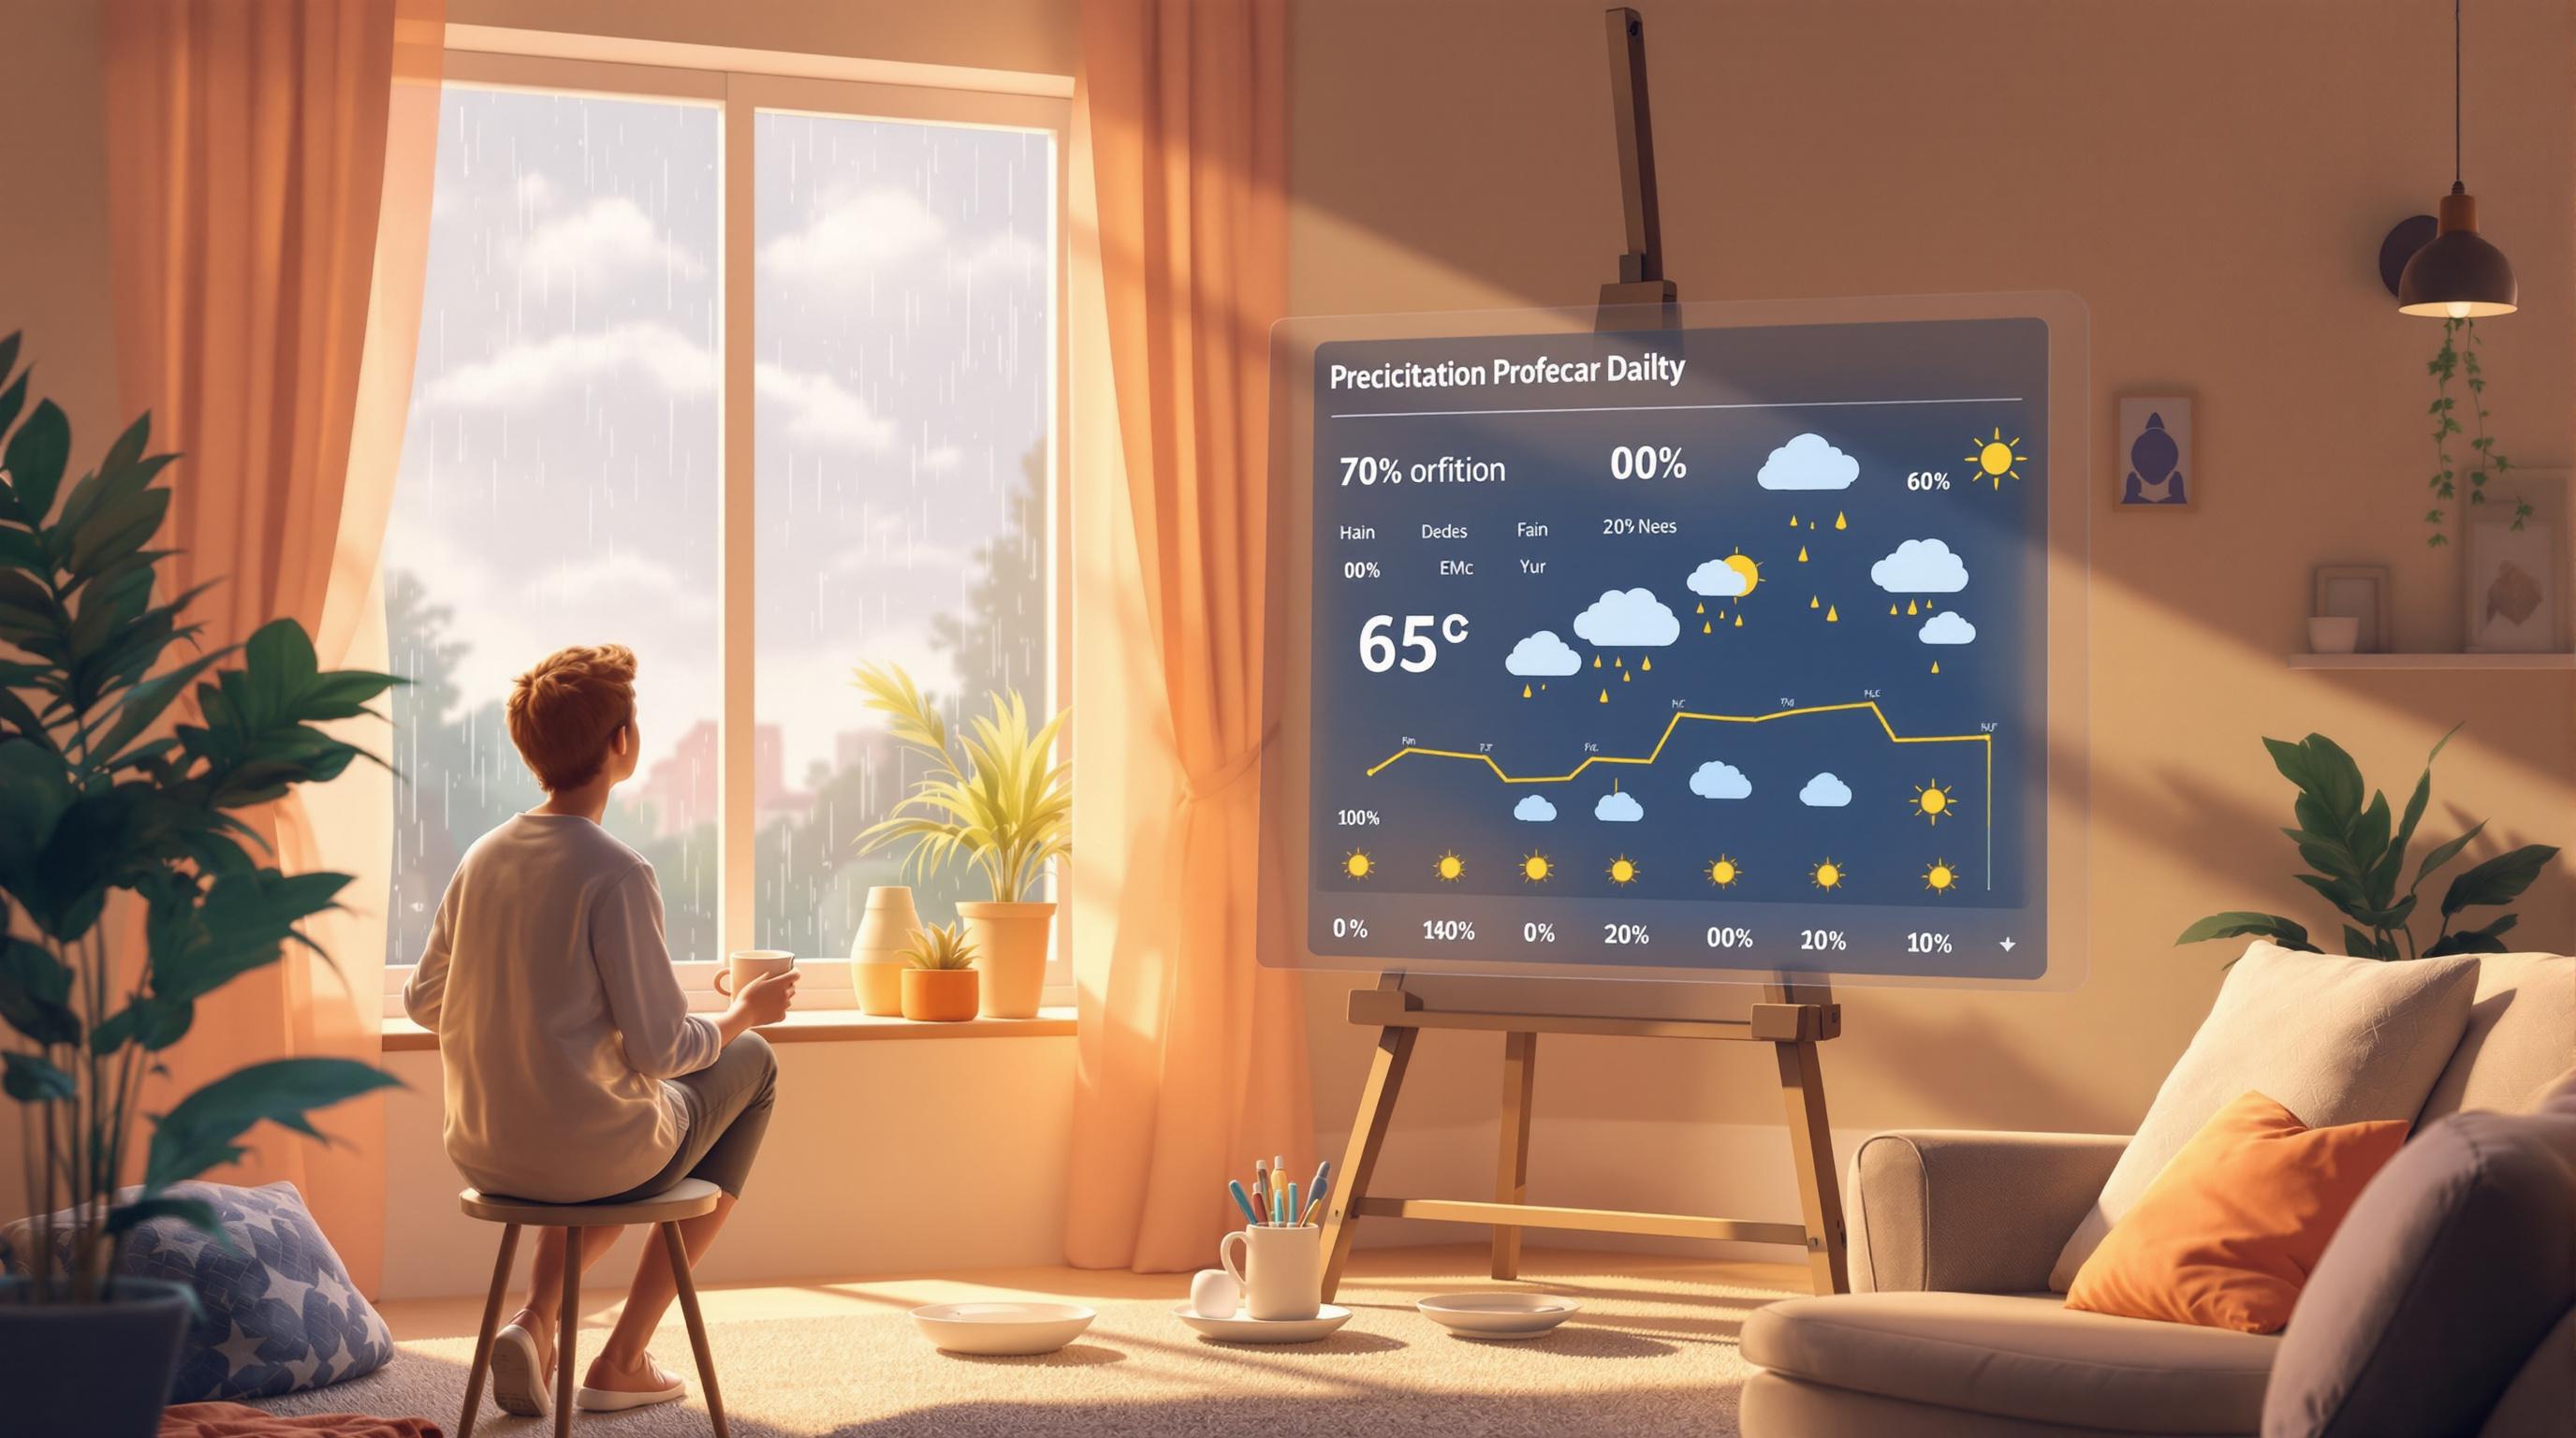 Precicitation Profecar Dailty
70% orfition 00% 60%
Hain Dedes Fain 20% Nees
00% EMc Yur
65°C
100%
0% 140% 0% 20% 00% 20% 10%